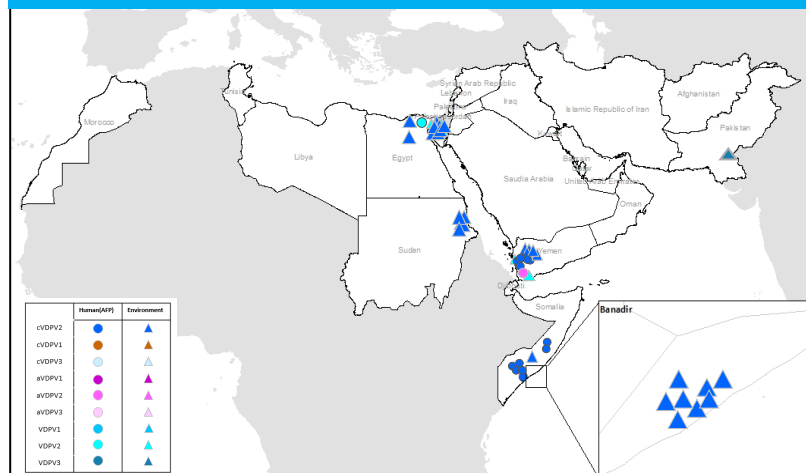 Syrian Arab Republic
Lebanon
Tunisia
Iraq
Afghanistan
Islamic Republic of Iran
Morocco
Pakistan
Libya
Egypt
Bahrain
Saudia Arabia
United Arab Emirates
Oman
Sudan
Yemen
Djibouti
Somalia
Human(AFP) Environment
cVDPV2
cVDPV1
cVDPV3
aVDPV1
aVDPV2
aVDPV3
VDPV1
VDPV2
VDPV3
Banadir